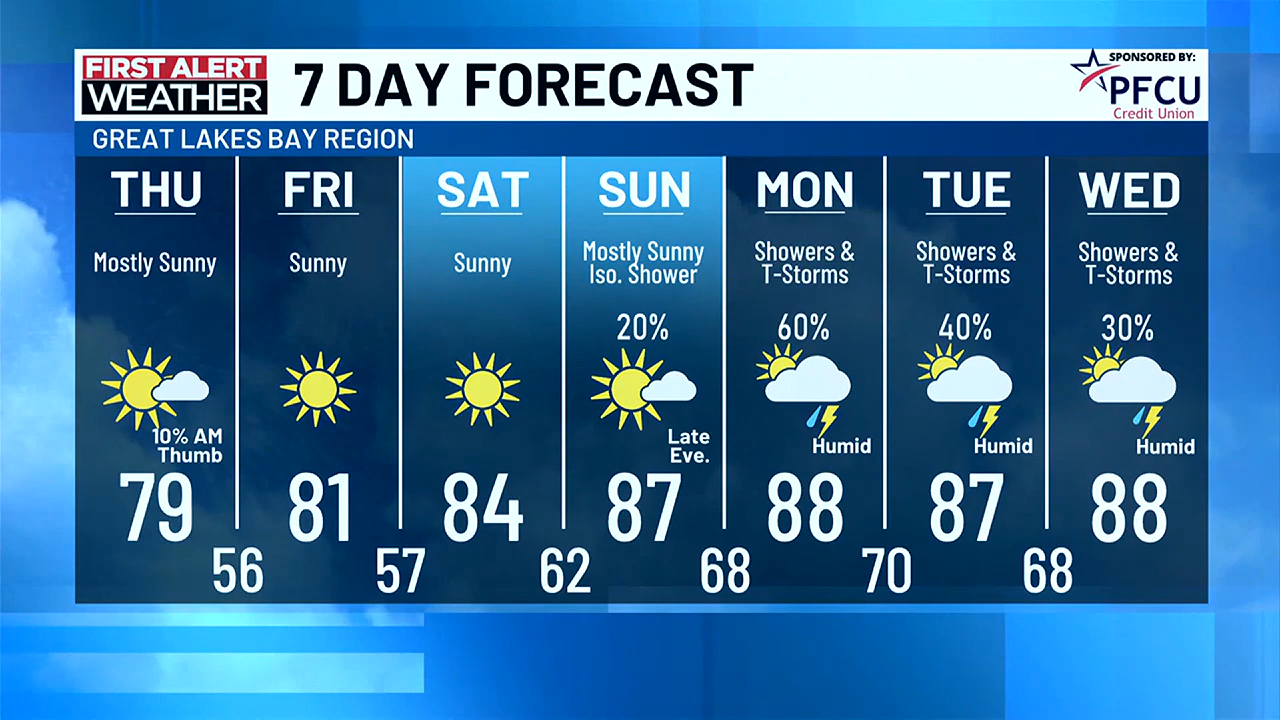 FIRST ALERT
WEATHER
7 DAY FORECAST
SPONSORED BY:
PFCU
Credit Union
GREAT LAKES BAY REGION
THU
Mostly Sunny
10% AM
Thumb
79
56
FRI
Sunny
81
57
SAT
Sunny
84
62
SUN
Mostly Sunny
Iso. Shower
20%
Late
Eve.
87
68
MON
Showers &
T-Storms
60%
Humid
88
70
TUE
Showers &
T-Storms
40%
Humid
87
68
WED
Showers &
T-Storms
30%
Humid
88